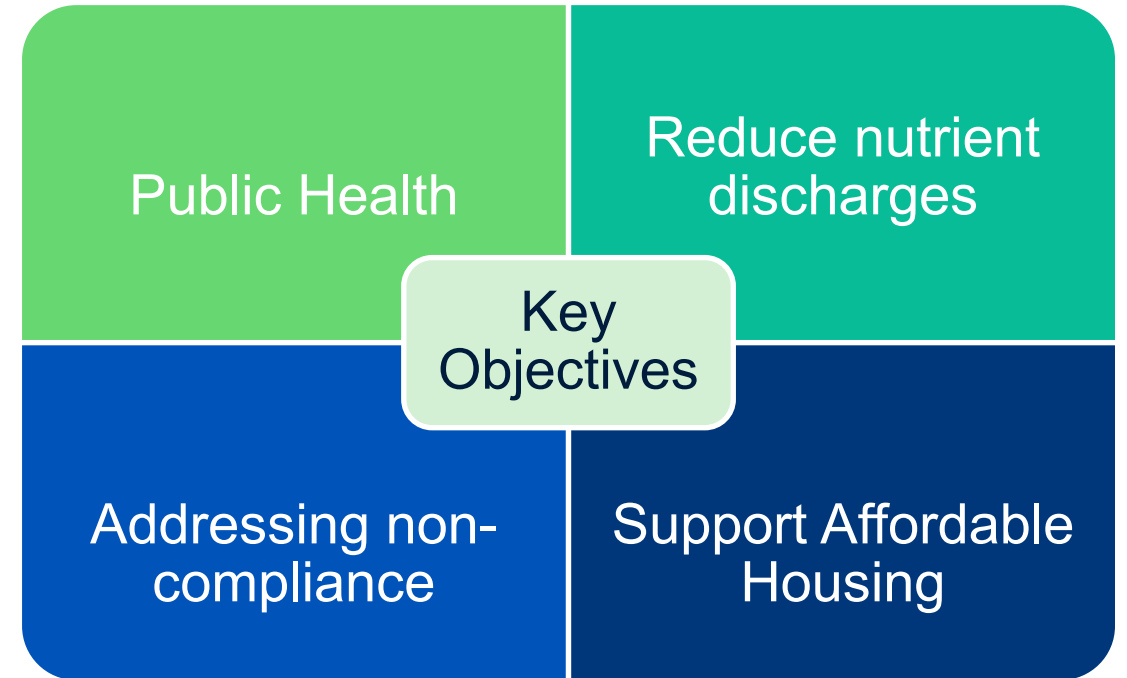 Public Health
Reduce nutrient
discharges
Key
Objectives
Addressing non-
compliance
Support Affordable
Housing